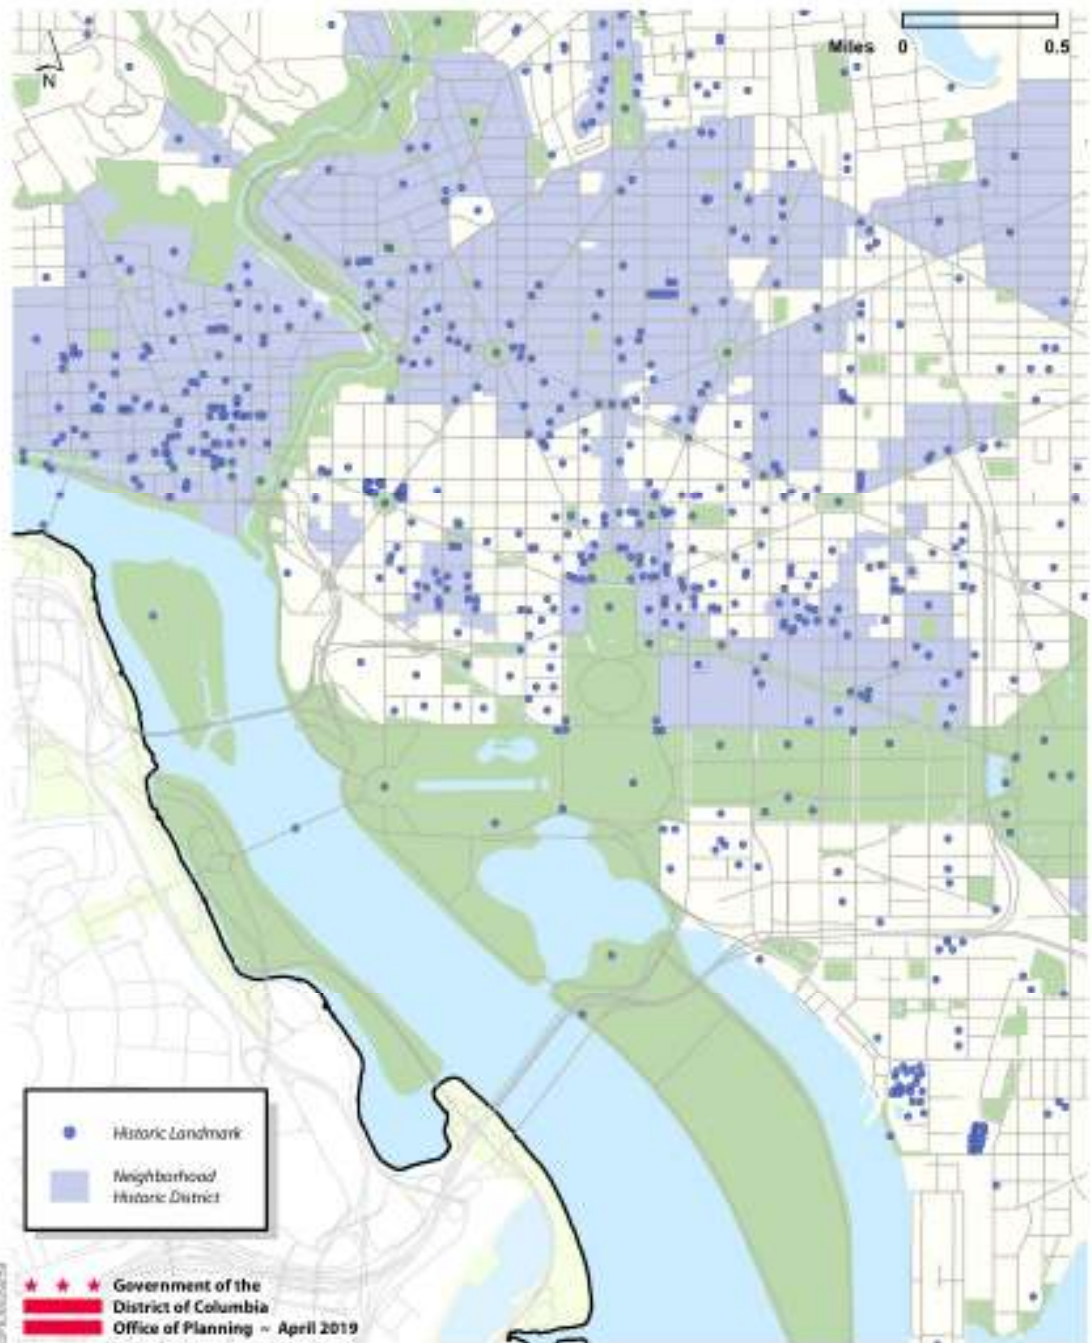 Miles 0 0.5
N
Historic Landmark
Neighborhood
Historic District
Government of the
District of Columbia
Office of Planning ~ April 2019